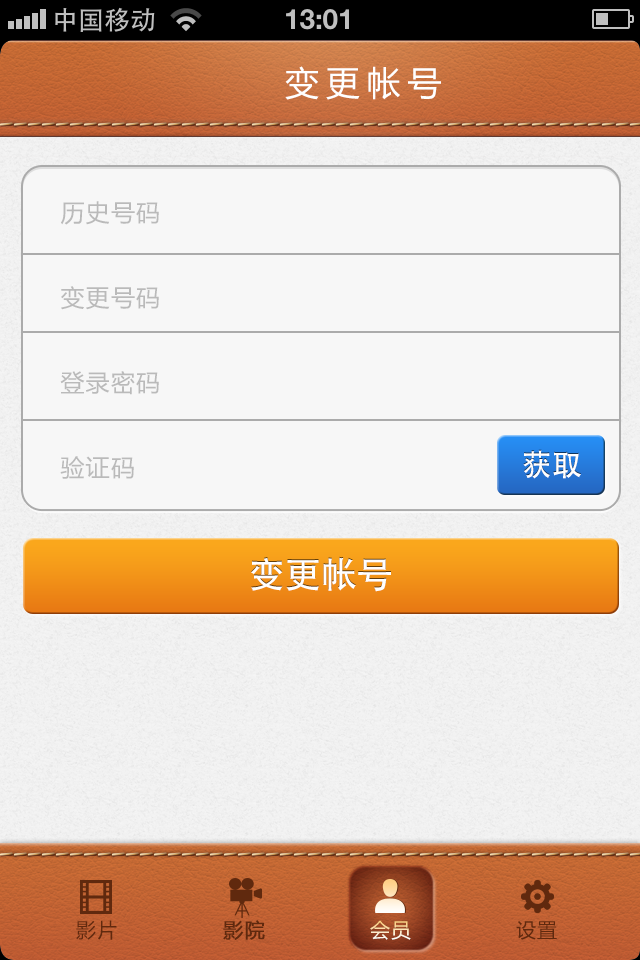 中国移动 13:01
变更帐号
历史号码
变更号码
登录密码
验证码 获取
变更帐号
影片 影院 会员 设置